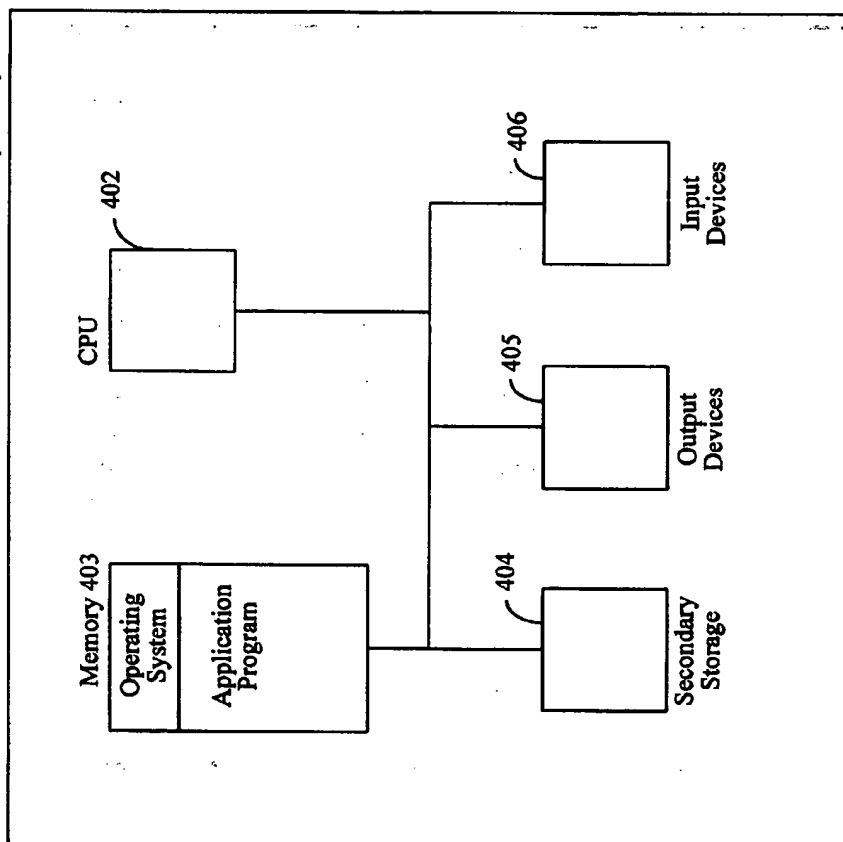 Memory 403
Operating
System
Application
Program
CPU
402
404
Secondary
Storage
405
Output
Devices
406
Input
Devices